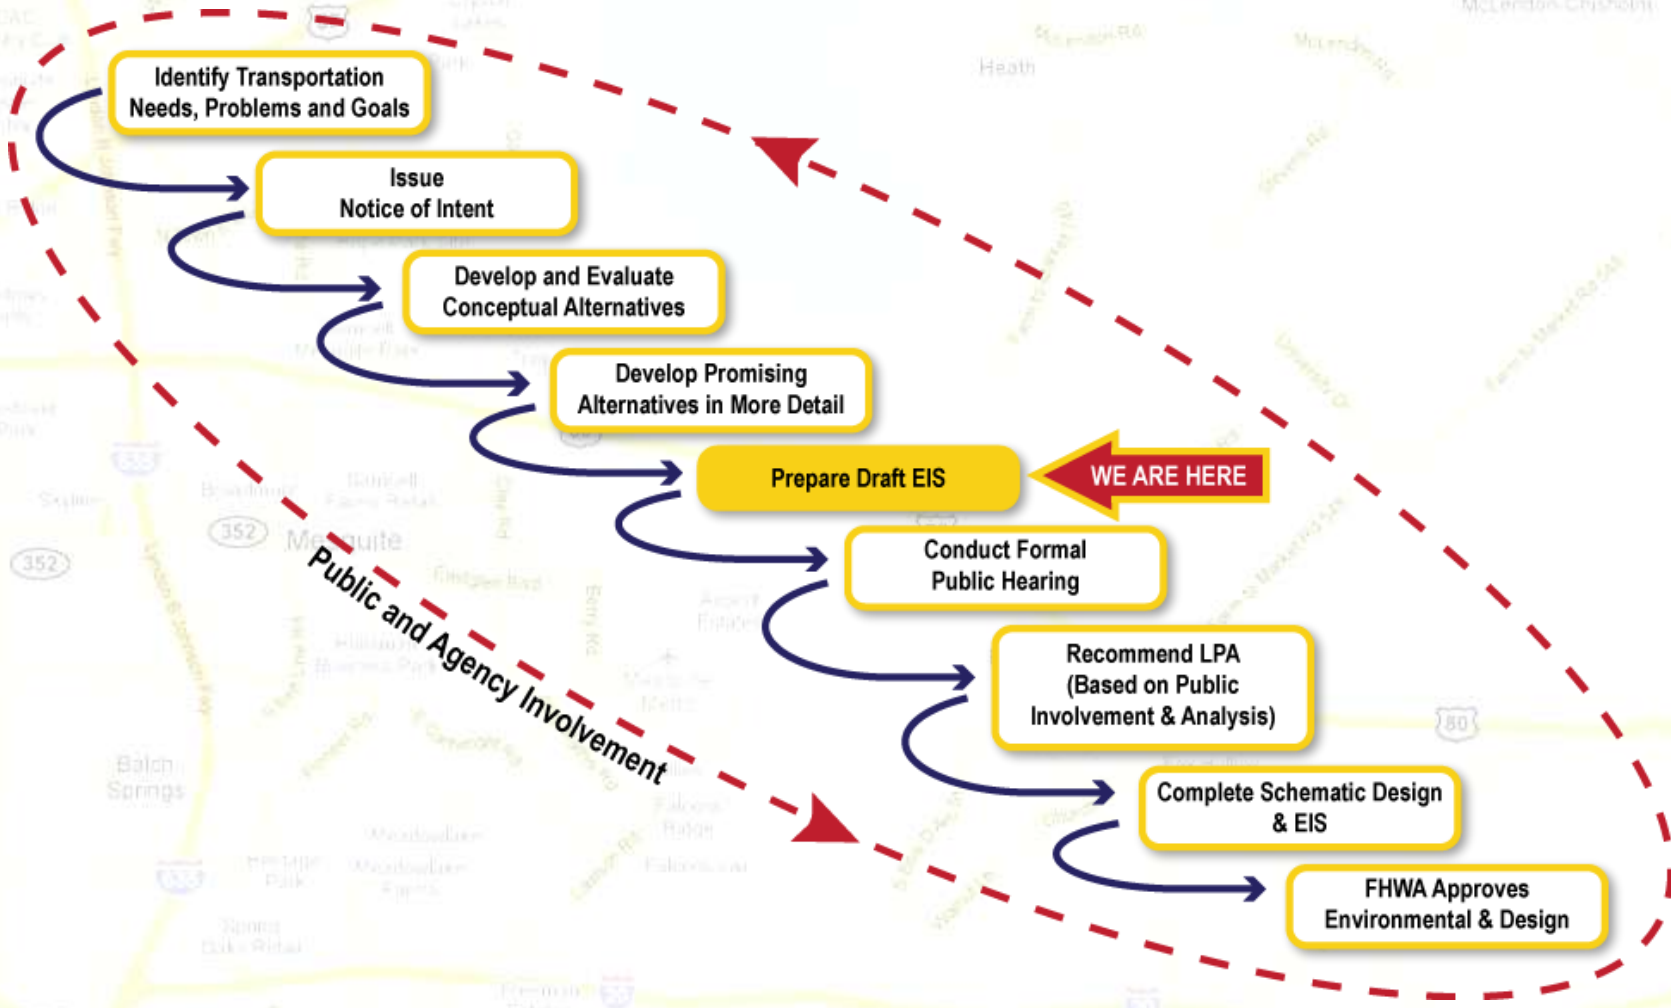 Identify Transportation
Needs, Problems and Goals
Issue
Notice of Intent
Develop and Evaluate
Conceptual Alternatives
Develop Promising
Alternatives in More Detail
Prepare Draft EIS
WE ARE HERE
Conduct Formal
Public Hearing
Recommend LPA
(Based on Public
Involvement & Analysis)
Complete Schematic Design
& EIS
FHWA Approves
Environmental & Design
Public and Agency Involvement
Heath
Mesquite
352
352
Balch
Springs
80